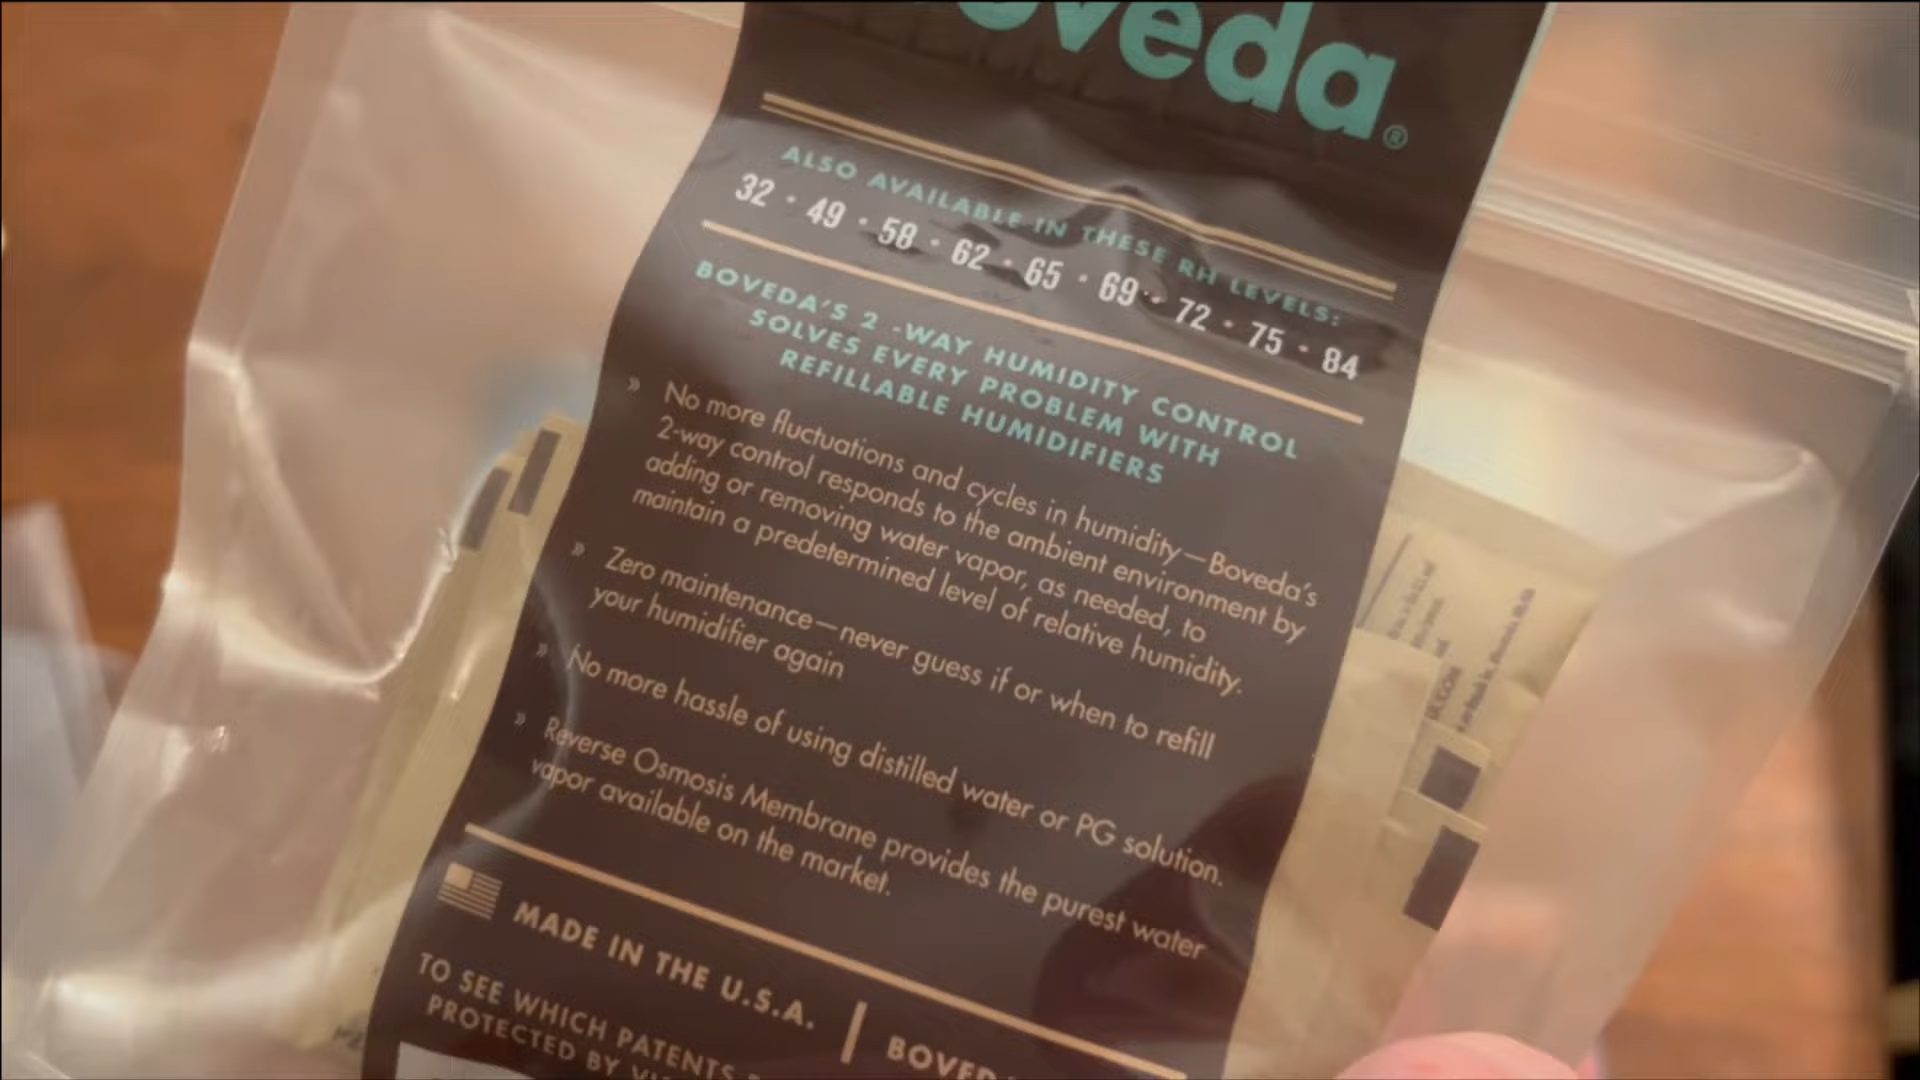 oveda®
ALSO AVAILABLE IN THESE RH LEVELS:
32 · 49 · 58 · 62 · 65 · 69 · 72 · 75 · 84
BOVEDA'S 2 -WAY HUMIDITY CONTROL
SOLVES EVERY PROBLEM WITH
REFILLABLE HUMIDIFIERS
» No more fluctuations and cycles in humidity—Boveda's
2-way control responds to the ambient environment by
adding or removing water vapor, as needed, to
maintain a predetermined level of relative humidity.
» Zero maintenance—never guess if or when to refill
your humidifier again
» No more hassle of using distilled water or PG solution.
» Reverse Osmosis Membrane provides the purest water
vapor available on the market.
MADE IN THE U.S.A. | BOVED
TO SEE WHICH PATENTS
PROTECTED BY